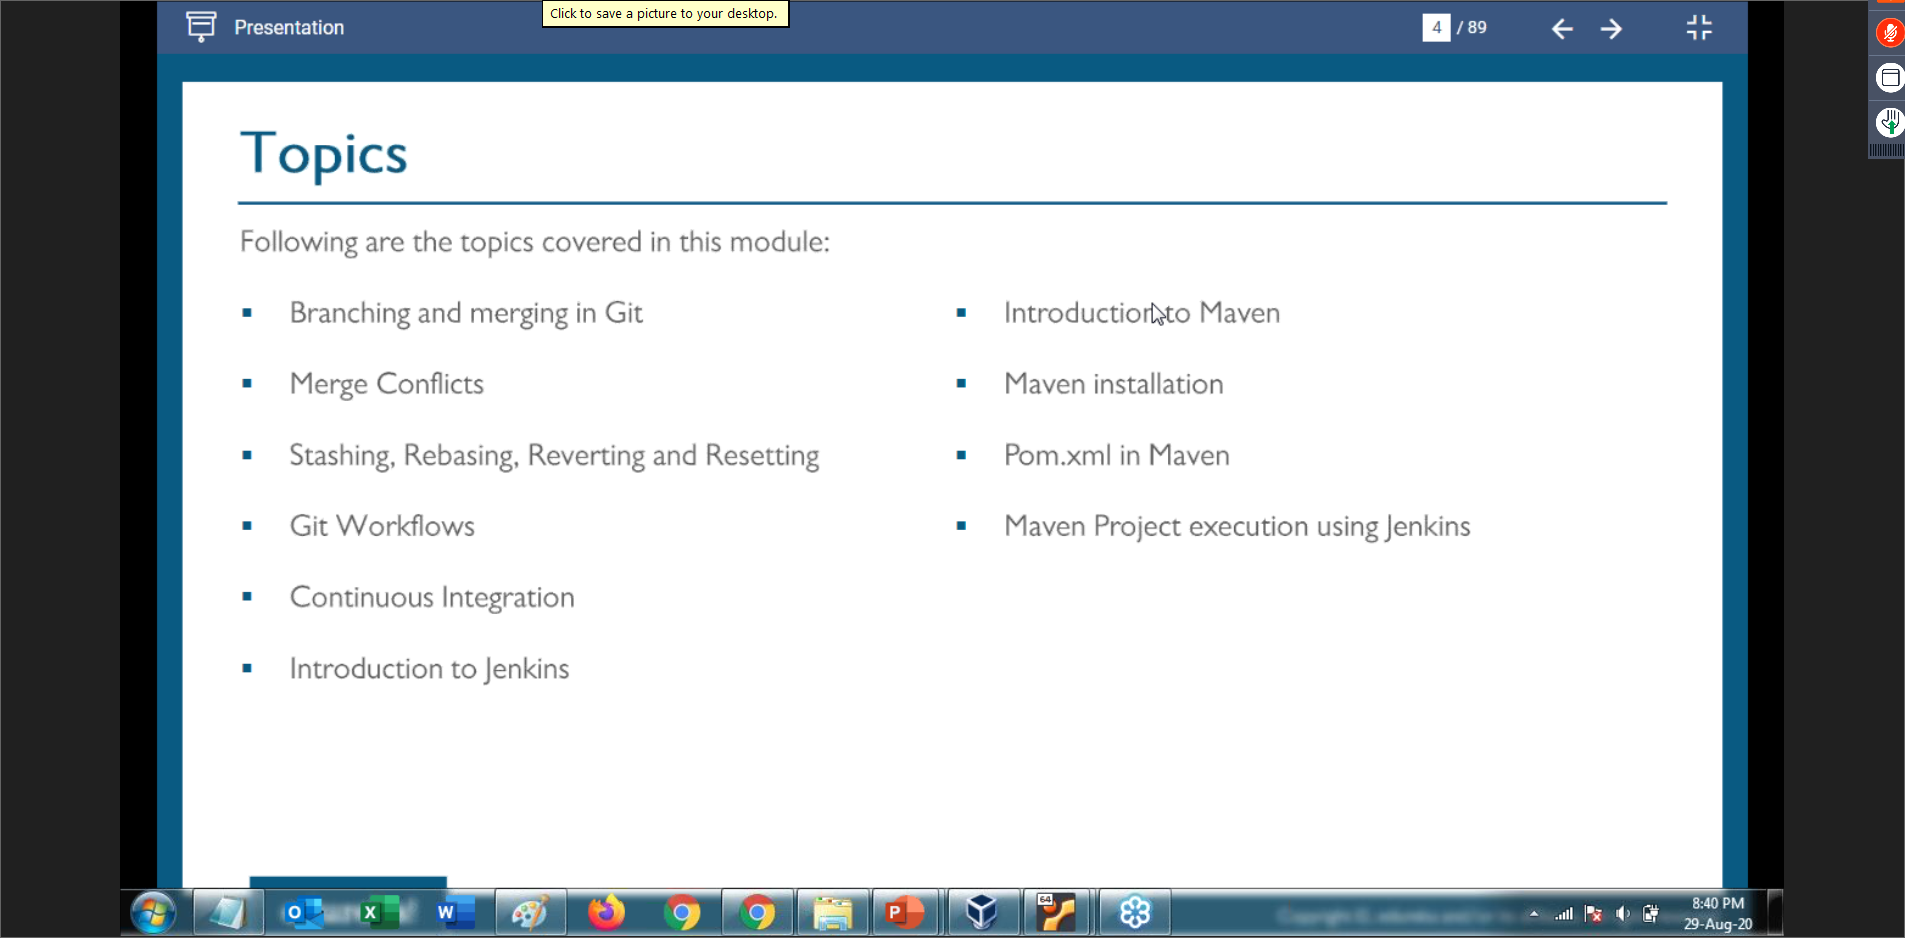 Click to save a picture to your desktop.
Presentation
4 / 89
Topics
Following are the topics covered in this module:
Branching and merging in Git
Merge Conflicts
Stashing, Rebasing, Reverting and Resetting
Git Workflows
Continuous Integration
Introduction to Jenkins
Introduction to Maven
Maven installation
Pom.xml in Maven
Maven Project execution using Jenkins
64
8:40 PM
29-Aug-20